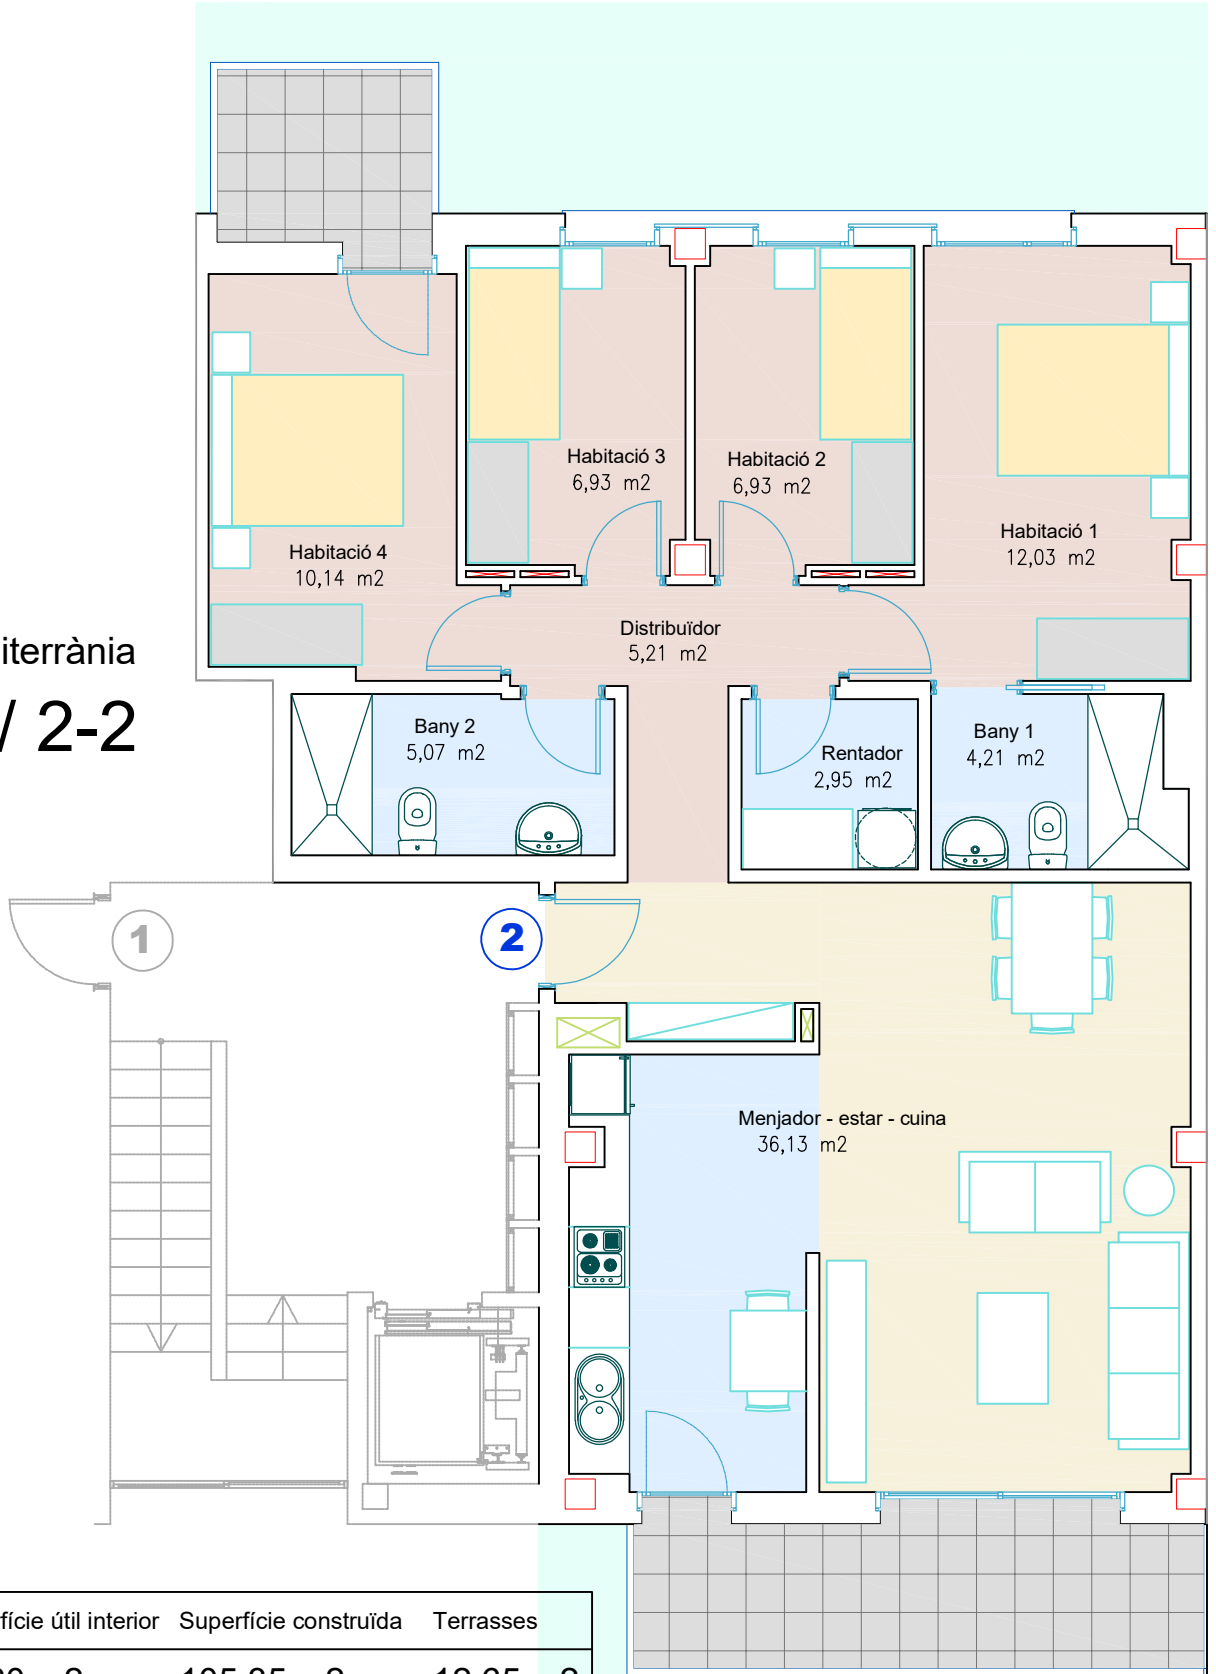 Habitació 3
6,93 m2
Habitació 2
6,93 m2
Habitació 1
12,03 m2
Habitació 4
10,14 m2
Distribuïdor
5,21 m2
iterrània
/ 2-2
Bany 2
5,07 m2
Rentador
2,95 m2
Bany 1
4,21 m2
1
2
Menjador - estar - cuina
36,13 m2
fície útil interior Superfície construïda Terrasses